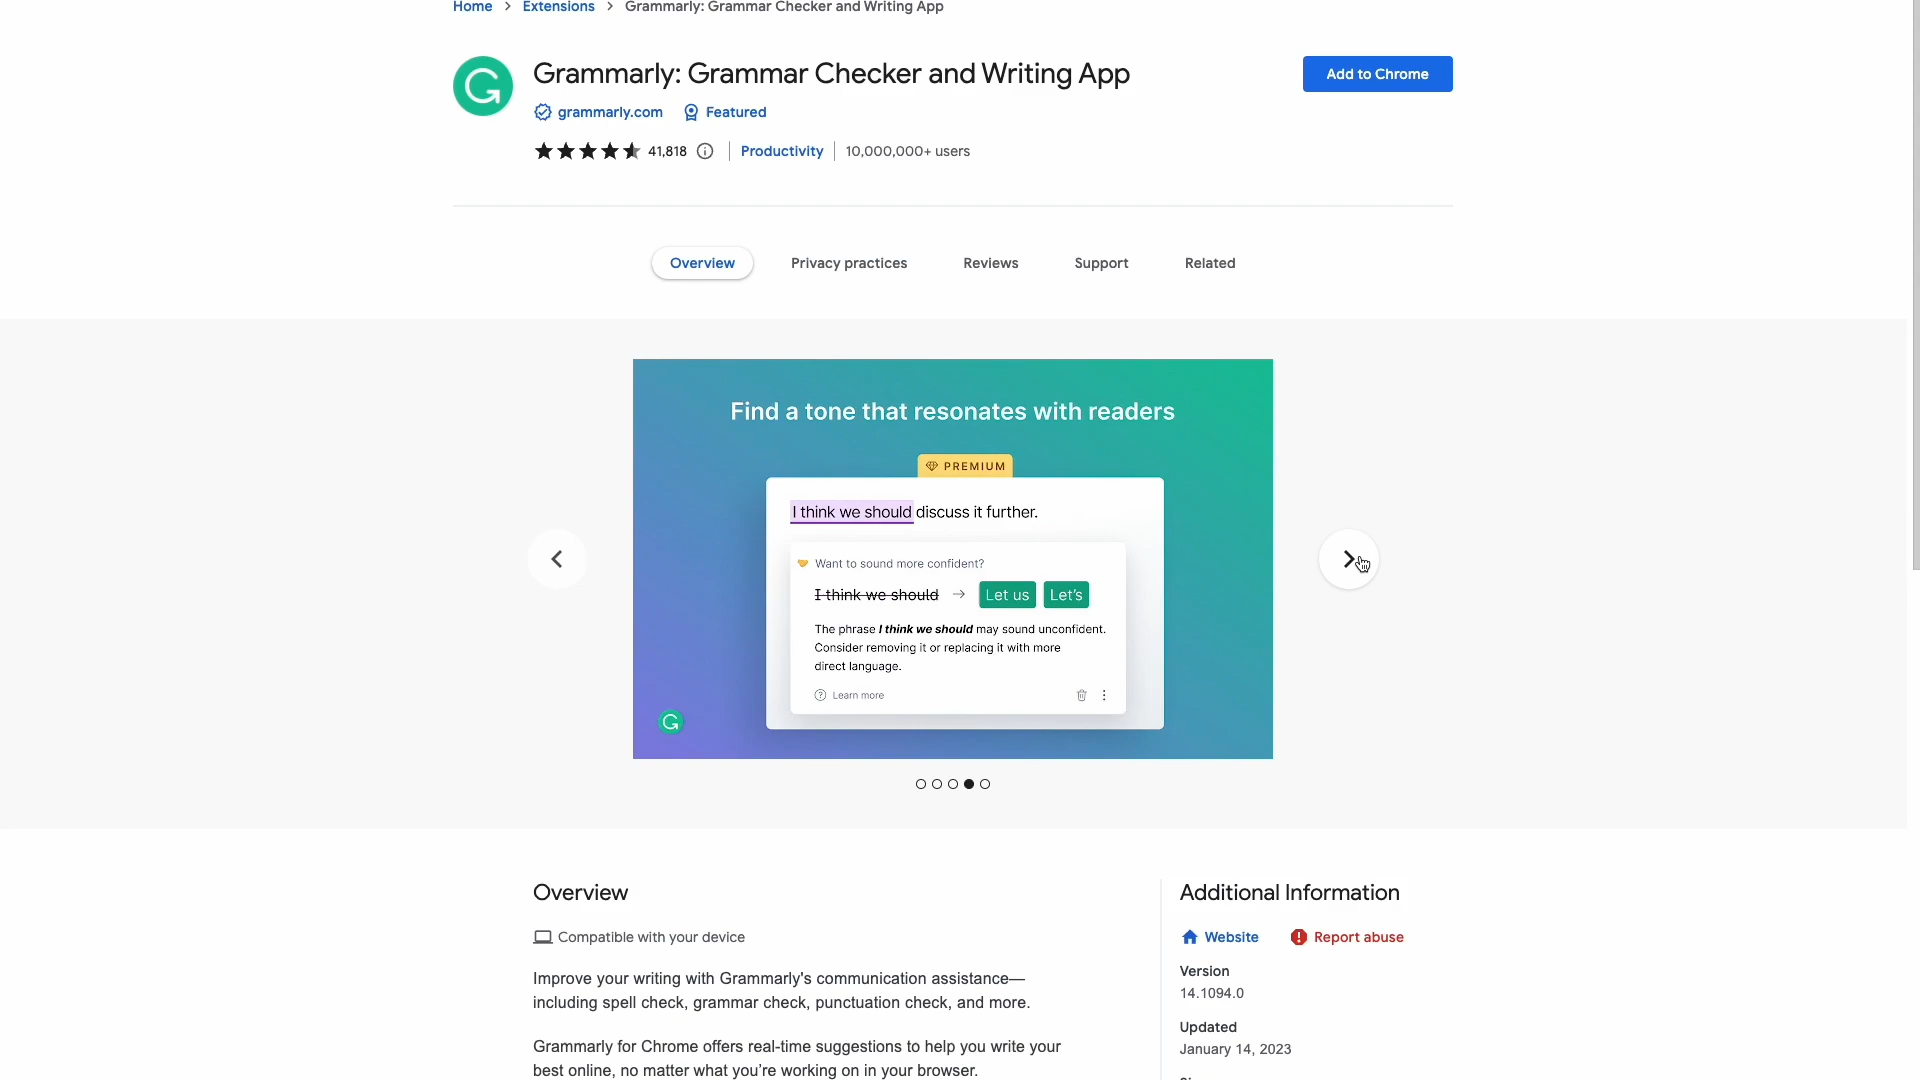 Home > Extensions > Grammarly: Grammar Checker and Writing App
Grammarly: Grammar Checker and Writing App
Add to Chrome
grammarly.com Featured
41,818 Productivity 10,000,000+ users
Overview Privacy practices Reviews Support Related
Find a tone that resonates with readers
PREMIUM
I think we should discuss it further.
Want to sound more confident?
I think we should → Let us Let's
The phrase I think we should may sound unconfident.
Consider removing it or replacing it with more
direct language.
Learn more
Overview
Compatible with your device
Improve your writing with Grammarly's communication assistance—
including spell check, grammar check, punctuation check, and more.
Grammarly for Chrome offers real-time suggestions to help you write your
best online, no matter what you’re working on in your browser.
Additional Information
Website Report abuse
Version
14.1094.0
Updated
January 14, 2023